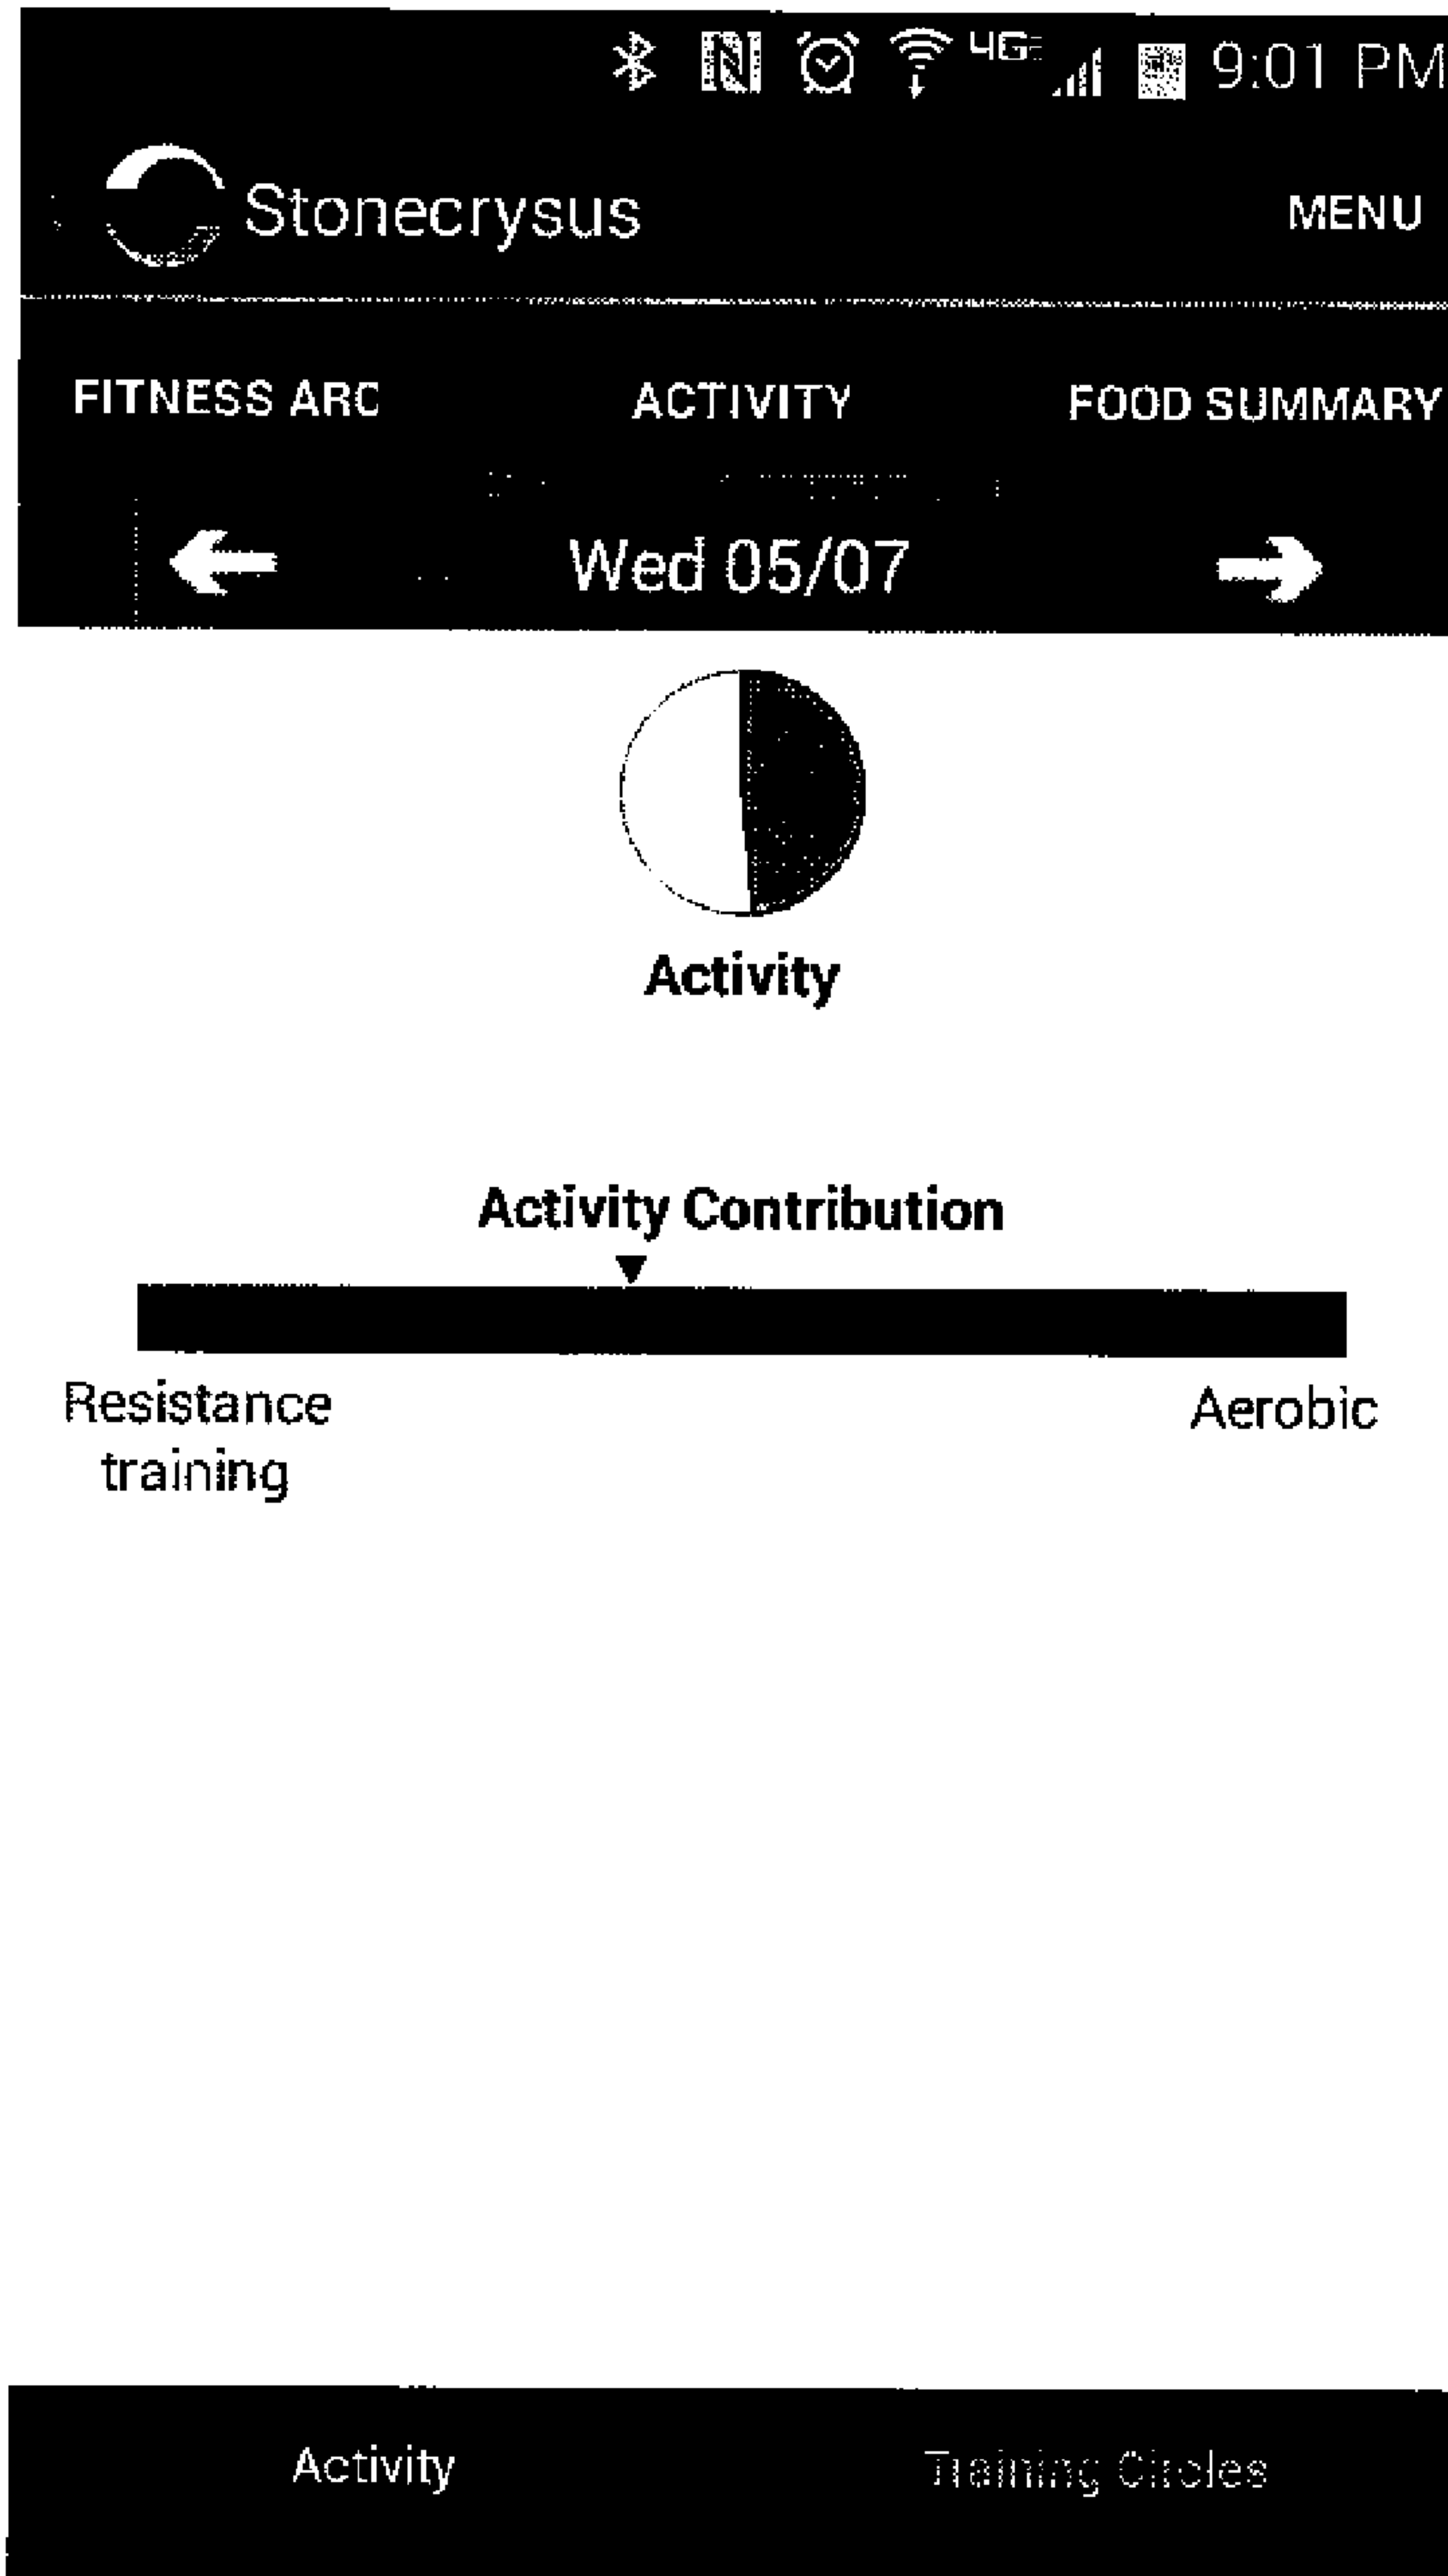 4G 9:01 PM
Stonecrysus MENU
FITNESS ARC ACTIVITY FOOD SUMMARY
Wed 05/07
Activity
Activity Contribution
Resistance Aerobic
training
Activity Training Circles